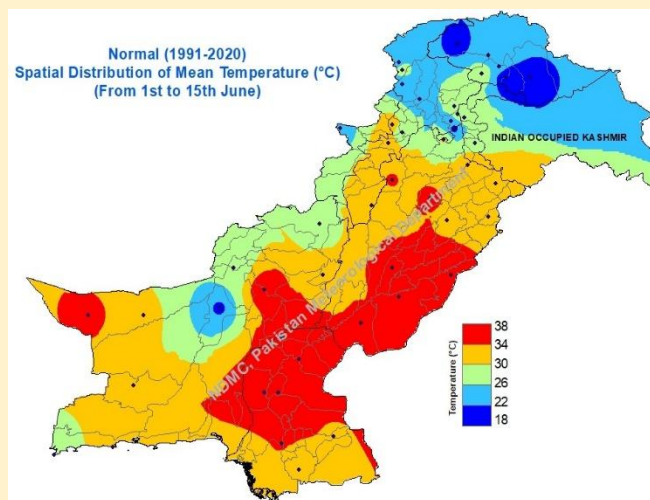 Normal (1991-2020)
Spatial Distribution of Mean Temperature (°C)
(From 1st to 15th June)
INDIAN OCCUPIED KASHMIR
NDMC, Pakistan Meteorological Department
Temperature (°C)
38
34
30
26
22
18